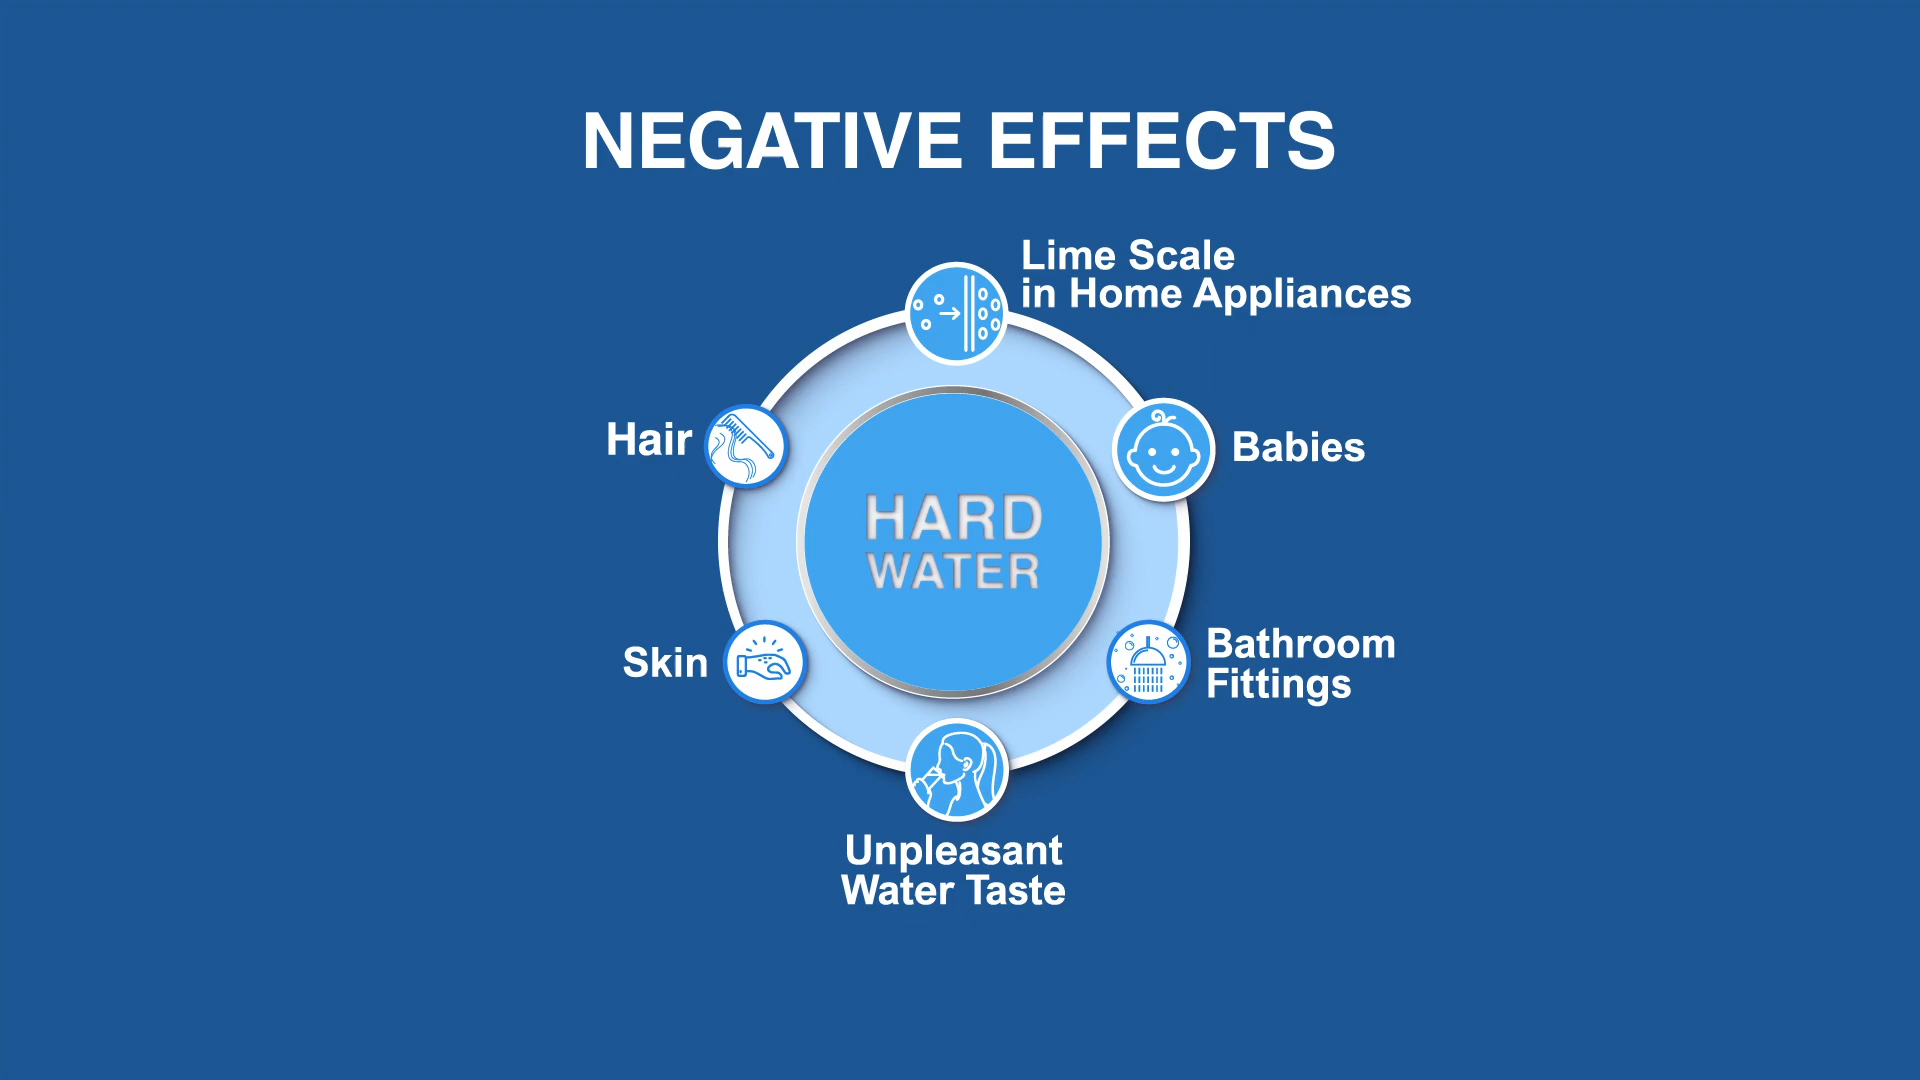 NEGATIVE EFFECTS
Lime Scale
in Home Appliances
Hair
Babies
HARD
WATER
Skin
Bathroom
Fittings
Unpleasant
Water Taste